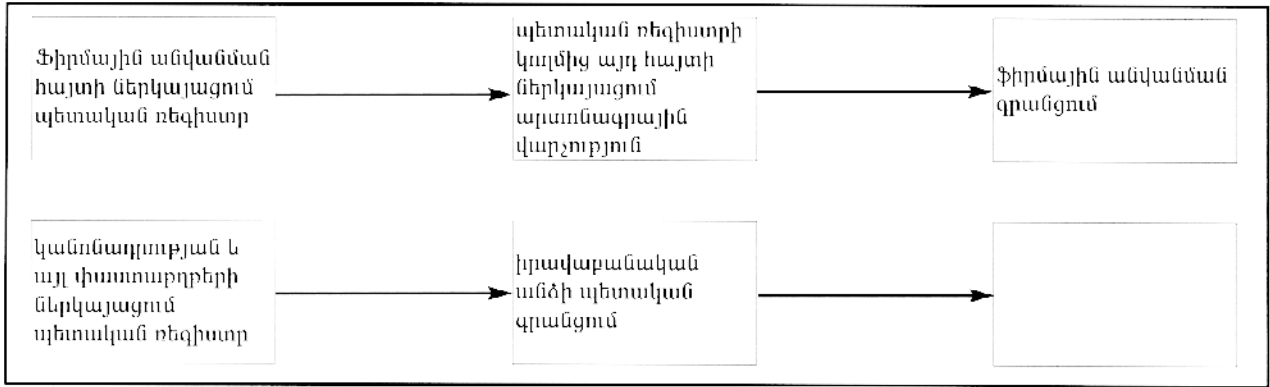 Ֆիրմային անվանման
հայտի ներկայացում
պետական ռեգիստր
պետական ռեգիստրի
կողմից այդ հայտի
ներկայացում
արտոնագրային
վարչություն
ֆիրմային անվանման
գրանցում
կանոնադրության և
այլ փաստաթղթերի
ներկայացում
պետական ռեգիստր
իրավաբանական
անձի պետական
գրանցում